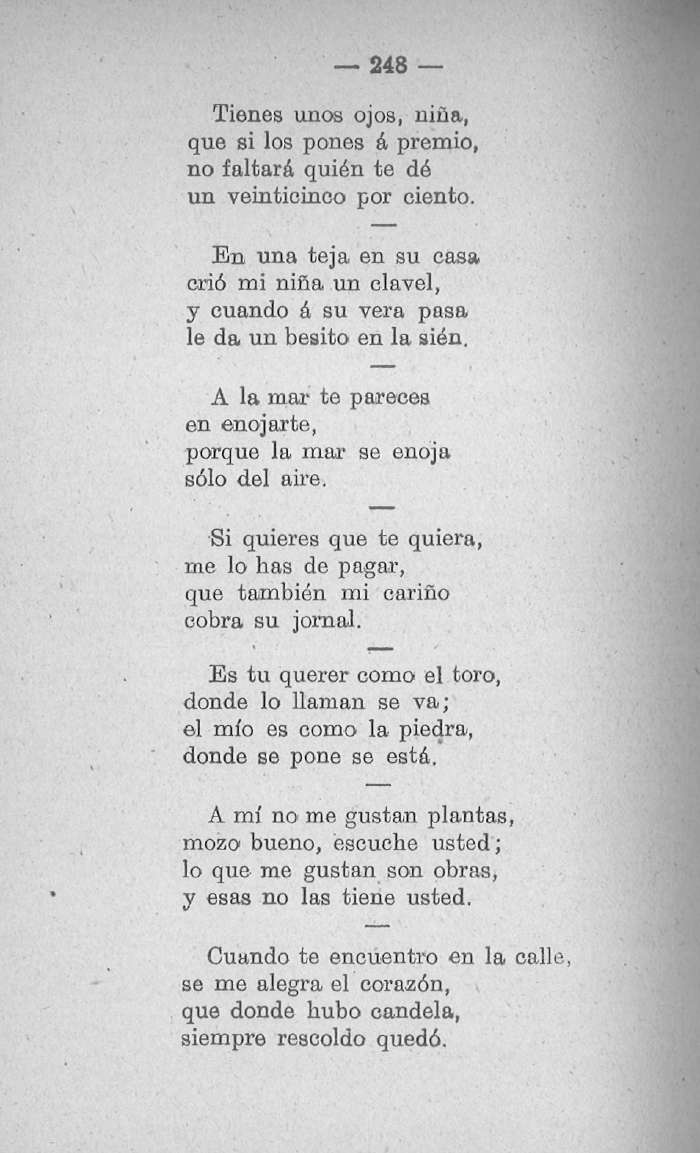 — 248 —
Tienes unos ojos, niña,
que si los pones á premio,
no faltará quién te dé
un veinticinco por ciento.
—
En una teja en su casa
crió mi niña un clavel,
y cuando á su vera pasa
le da un besito en la sién.
—
A la mar te pareces
en enojarte,
porque la mar se enoja
sólo del aire.
—
Si quieres que te quiera,
me lo has de pagar,
que también mi cariño
cobra su jornal.
—
Es tu querer como el toro,
donde lo llaman se va;
el mío es como la piedra,
donde se pone se está.
—
A mí no me gustan plantas,
mozo bueno, escuche usted;
lo que me gustan son obras,
y esas no las tiene usted.
—
Cuando te encuentro en la calle,
se me alegra el corazón,
que donde hubo candela,
siempre rescoldo quedó.